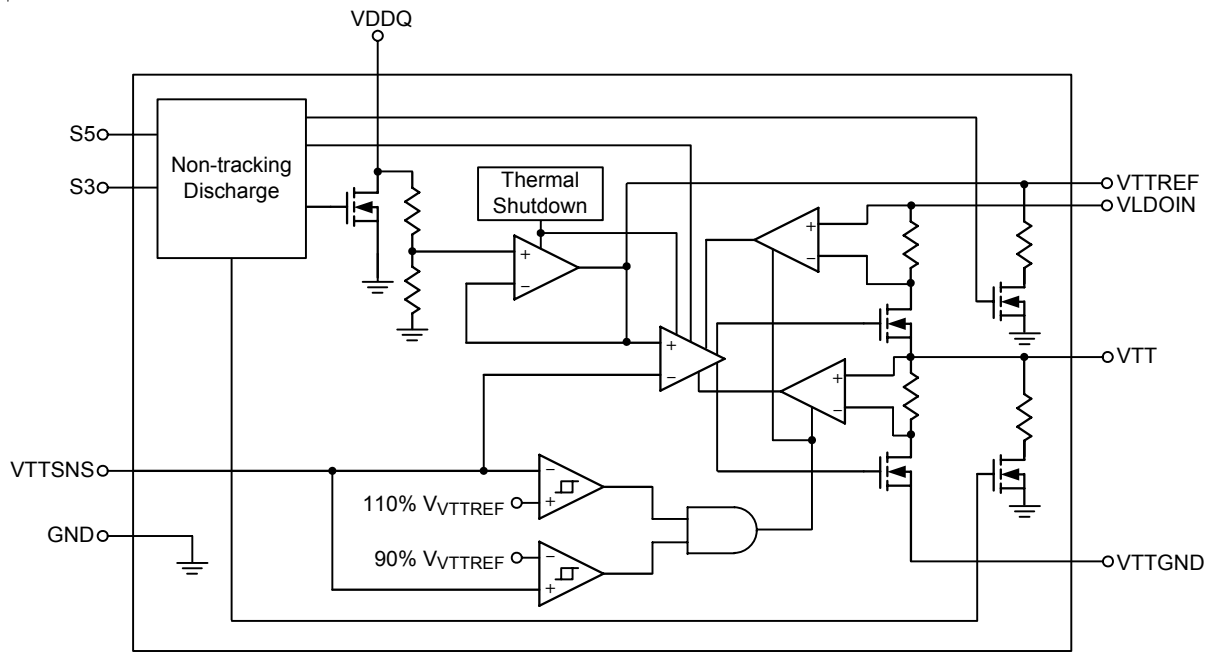 VDDQ
S5
S3
Non-tracking
Discharge
Thermal
Shutdown
+
−
+
−
+
−
+
−
VTTREF
VLDOIN
VTT
VTTSNS
−
+
110% VVTTREF
GND
90% VVTTREF
−
+
VTTGND